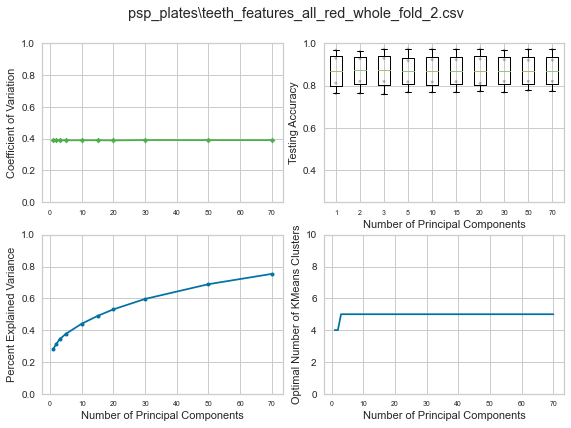 psp_plates\teeth_features_all_red_whole_fold_2.csv
Coefficient of Variation
1.0
0.8
0.6
0.4
0.2
0.0
0 10 20 30 40 50 60 70
Testing Accuracy
1.0
0.8
0.6
0.4
1 2 3 5 10 15 20 30 50 70
Number of Principal Components
Percent Explained Variance
1.0
0.8
0.6
0.4
0.2
0.0
0 10 20 30 40 50 60 70
Number of Principal Components
Optimal Number of KMeans Clusters
10
8
6
4
2
0
0 10 20 30 40 50 60 70
Number of Principal Components